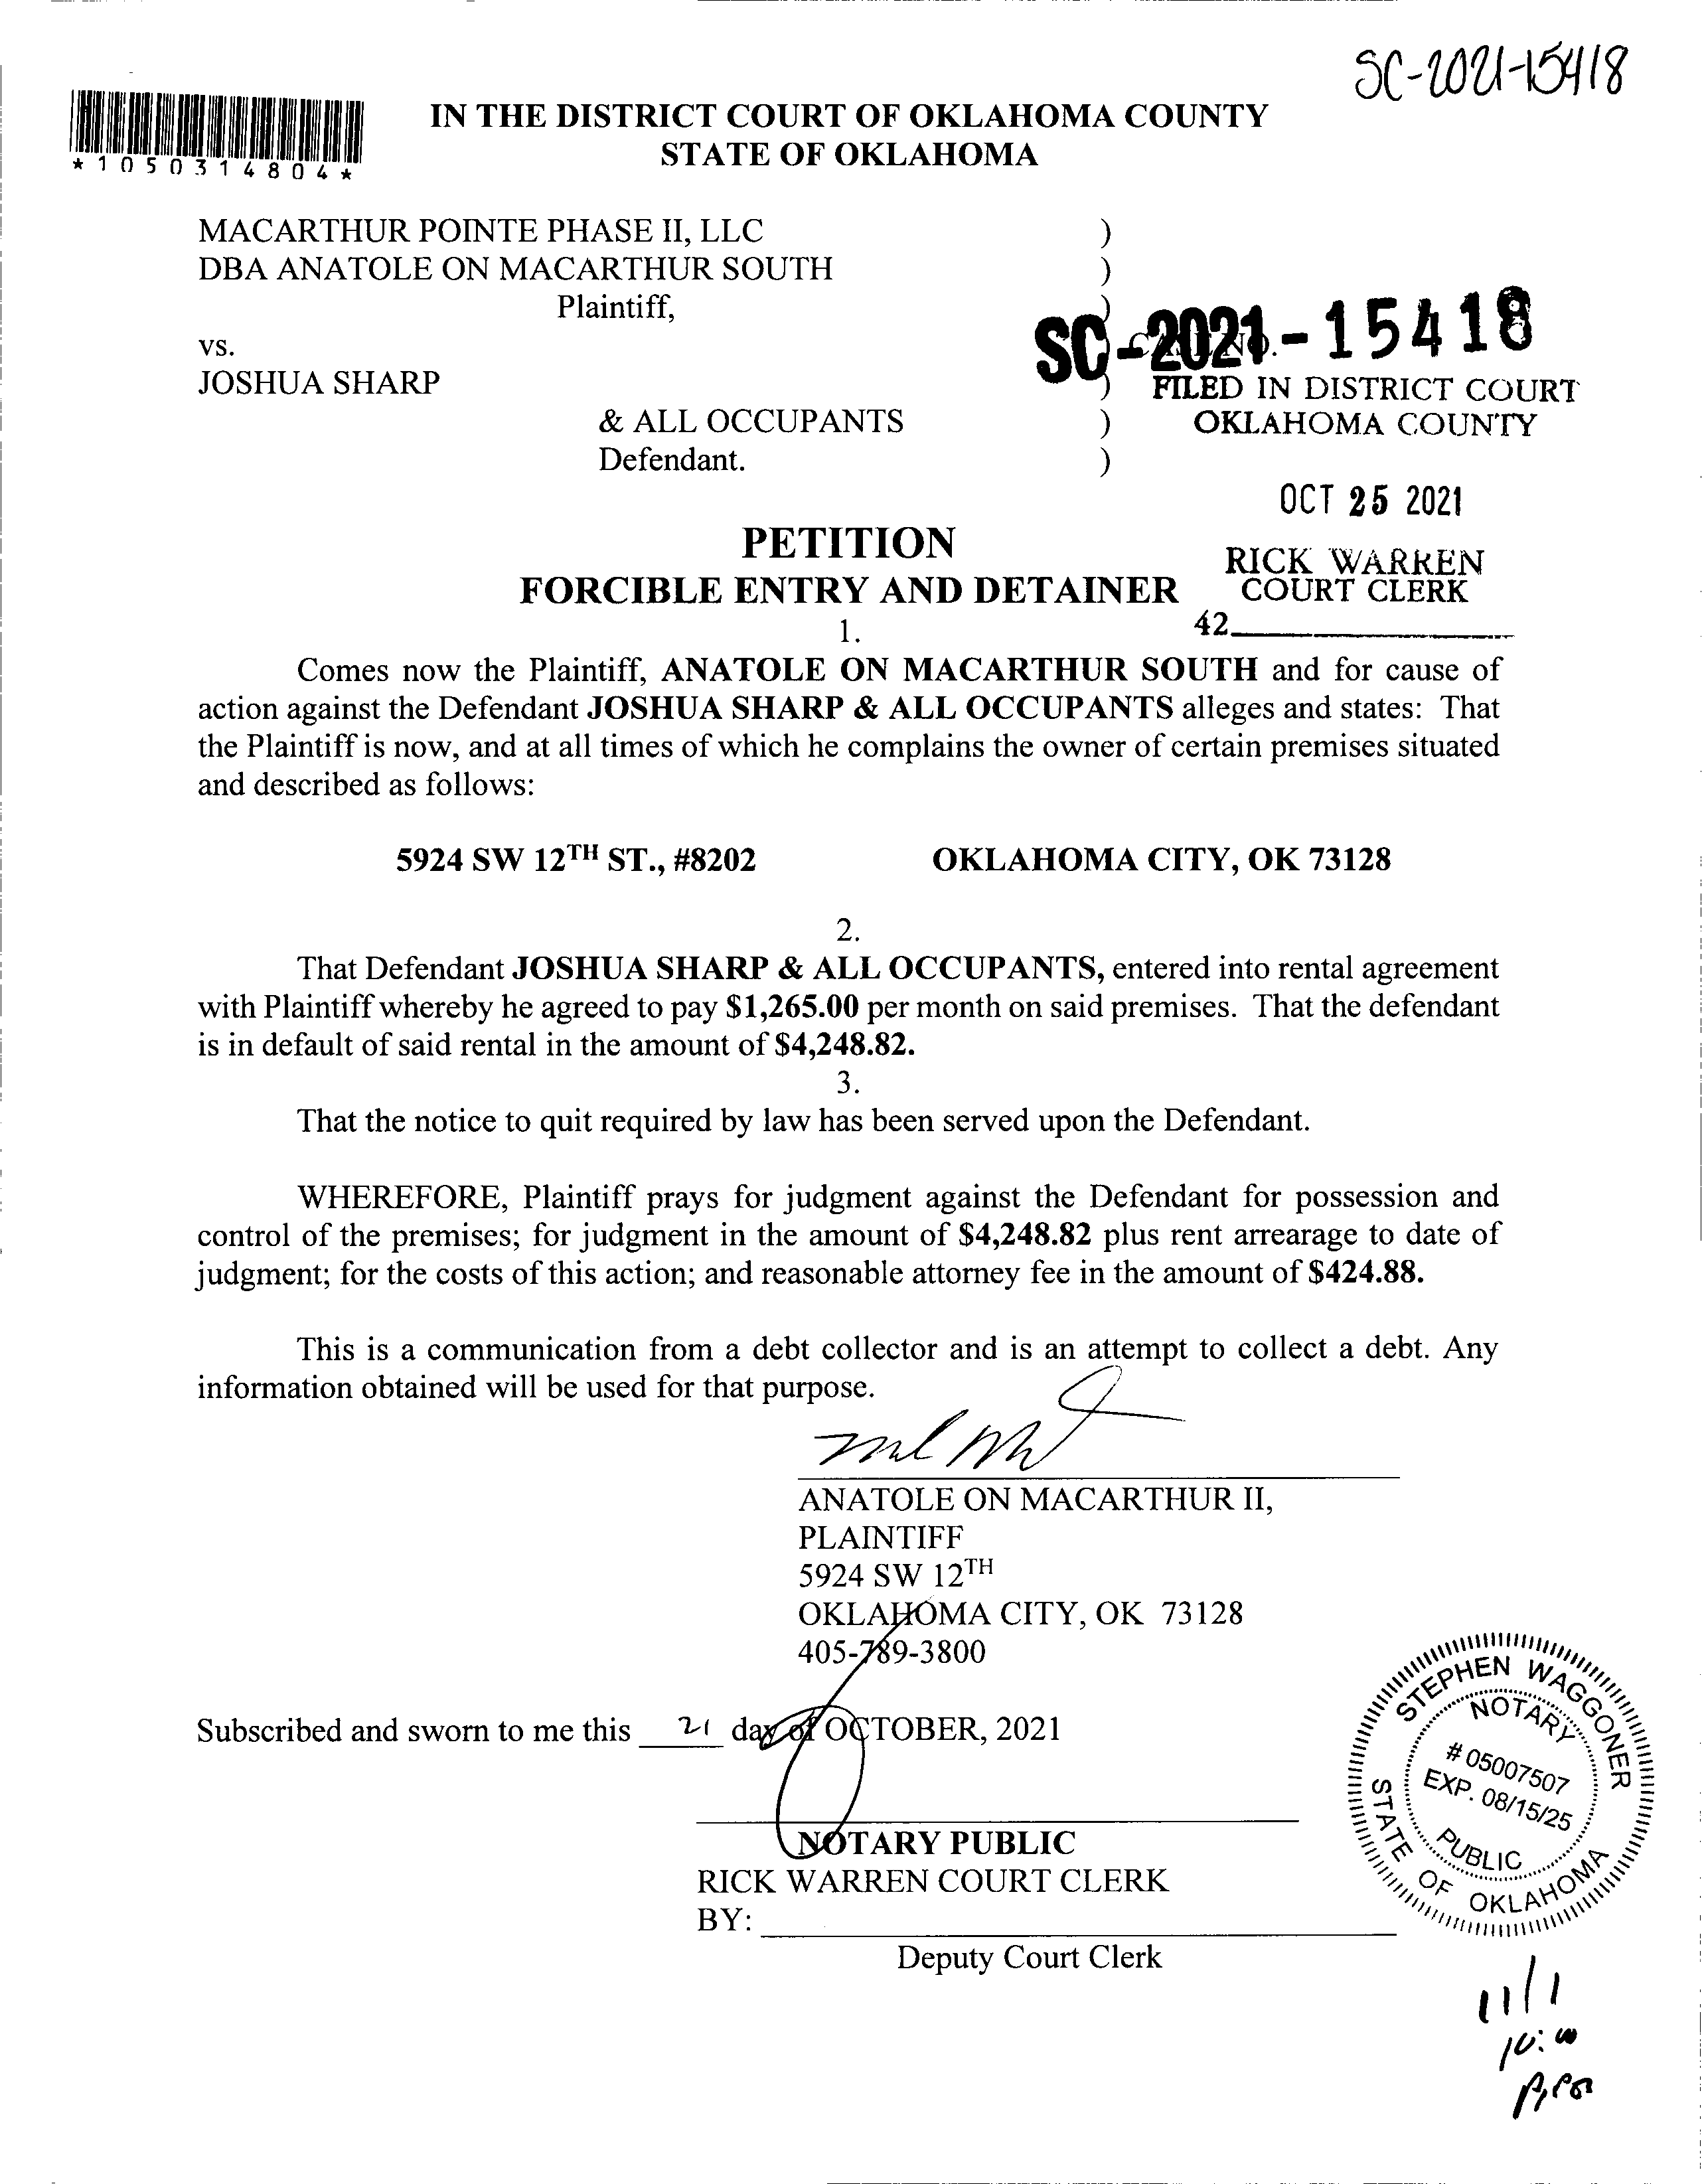 SC-2021-15418
*1050314804*
IN THE DISTRICT COURT OF OKLAHOMA COUNTY
STATE OF OKLAHOMA
MACARTHUR POINTE PHASE II, LLC )
DBA ANATOLE ON MACARTHUR SOUTH )
Plaintiff, )
vs.
SC-2021-15418
JOSHUA SHARP )
FILED IN DISTRICT COURT
& ALL OCCUPANTS )
OKLAHOMA COUNTY
Defendant. )
OCT 25 2021
PETITION
RICK WARREN
FORCIBLE ENTRY AND DETAINER
COURT CLERK
1.
42
Comes now the Plaintiff, ANATOLE ON MACARTHUR SOUTH and for cause of
action against the Defendant JOSHUA SHARP & ALL OCCUPANTS alleges and states: That
the Plaintiff is now, and at all times of which he complains the owner of certain premises situated
and described as follows:
5924 SW 12TH ST., #8202 OKLAHOMA CITY, OK 73128
2.
That Defendant JOSHUA SHARP & ALL OCCUPANTS, entered into rental agreement
with Plaintiff whereby he agreed to pay $1,265.00 per month on said premises. That the defendant
is in default of said rental in the amount of $4,248.82.
3.
That the notice to quit required by law has been served upon the Defendant.
WHEREFORE, Plaintiff prays for judgment against the Defendant for possession and
control of the premises; for judgment in the amount of $4,248.82 plus rent arrearage to date of
judgment; for the costs of this action; and reasonable attorney fee in the amount of $424.88.
This is a communication from a debt collector and is an attempt to collect a debt. Any
information obtained will be used for that purpose.
ANATOLE ON MACARTHUR II,
PLAINTIFF
5924 SW 12TH
OKLAHOMA CITY, OK 73128
405-789-3800
Subscribed and sworn to me this 21 day of OCTOBER, 2021
NOTARY PUBLIC
RICK WARREN COURT CLERK
BY:
Deputy Court Clerk
STEPHEN WAGGONER
NOTARY
# 05007507
EXP. 08/15/25
PUBLIC
STATE OF OKLAHOMA
11/1
10:00